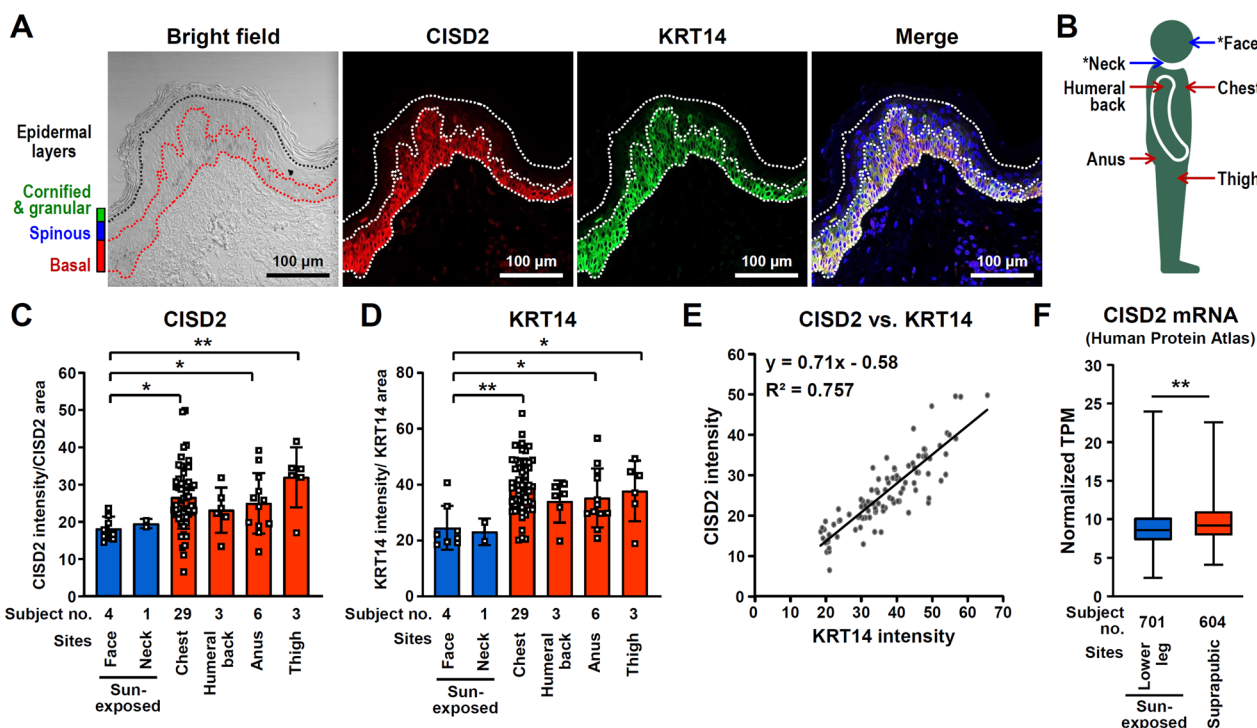 A
Bright field
CISD2
KRT14
Merge
Epidermal
layers
Cornified
& granular
Spinous
Basal
100 µm
100 µm
100 µm
100 µm
B
*Face
*Neck
Humeral
back
Chest
Anus
Thigh
C
CISD2
**
*
*
CISD2 intensity/CISD2 area
60
50
40
30
20
10
0
Subject no.
4
1
29
3
6
3
Sites
Face
Neck
Chest
Humeral
back
Anus
Thigh
Sun-
exposed
D
KRT14
*
*
**
KRT14 intensity/ KRT14 area
80
60
40
20
0
4
1
29
3
6
3
Face
Neck
Chest
Humeral
back
Anus
Thigh
Sun-
exposed
E
CISD2 vs. KRT14
y = 0.71x - 0.58
R² = 0.757
CISD2 intensity
60
50
40
30
20
10
0
0
10
20
30
40
50
60
70
KRT14 intensity
F
CISD2 mRNA
(Human Protein Atlas)
**
Normalized TPM
30
25
20
15
10
5
0
Subject
no.
701
604
Sites
Lower
leg
Suprapubic
Sun-
exposed